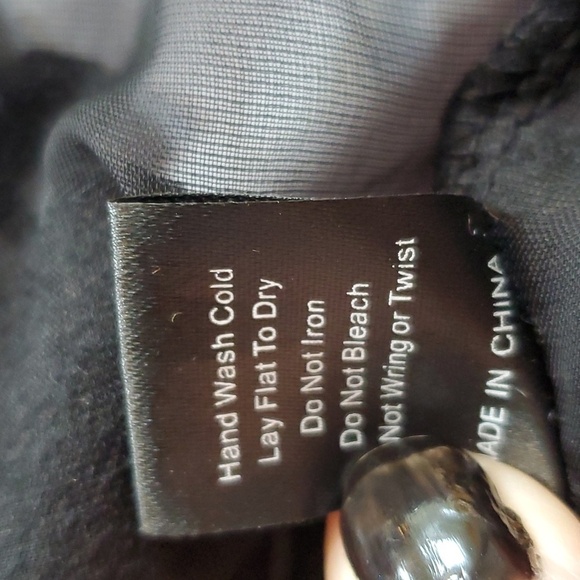 Hand Wash Cold
Lay Flat To Dry
Do Not Iron
Do Not Bleach
Not Wring or Twist
ADE IN CHINA